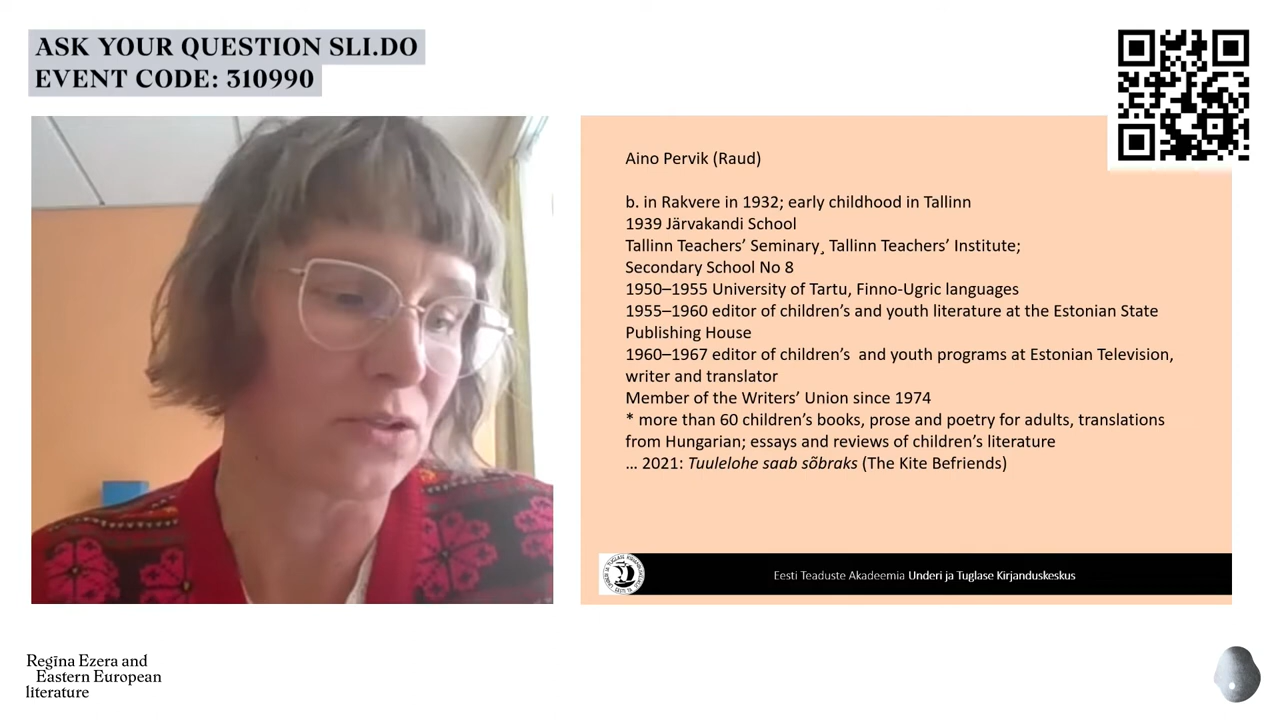 ASK YOUR QUESTION SLI.DO
EVENT CODE: 310990
Aino Pervik (Raud)
b. in Rakvere in 1932; early childhood in Tallinn
1939 Järvakandi School
Tallinn Teachers’ Seminary¸ Tallinn Teachers’ Institute;
Secondary School No 8
1950–1955 University of Tartu, Finno-Ugric languages
1955–1960 editor of children’s and youth literature at the Estonian State
Publishing House
1960–1967 editor of children’s  and youth programs at Estonian Television,
writer and translator
Member of the Writers’ Union since 1974
* more than 60 children’s books, prose and poetry for adults, translations
from Hungarian; essays and reviews of children’s literature
... 2021: Tuulelohe saab sõbraks (The Kite Befriends)
Eesti Teaduste Akadeemia Underi ja Tuglase Kirjanduskeskus
Regīna Ezera and
Eastern European
literature